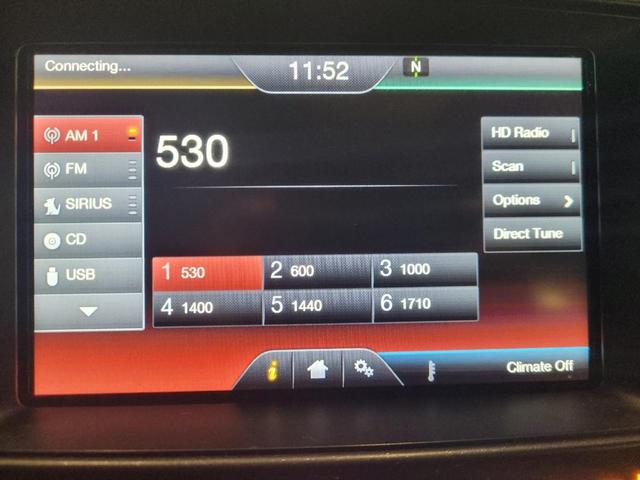 Connecting...
11:52
N
AM 1
530
HD Radio
FM
Scan
SIRIUS
Options
CD
Direct Tune
USB
1 530
2 600
3 1000
4 1400
5 1440
6 1710
i
Climate Off